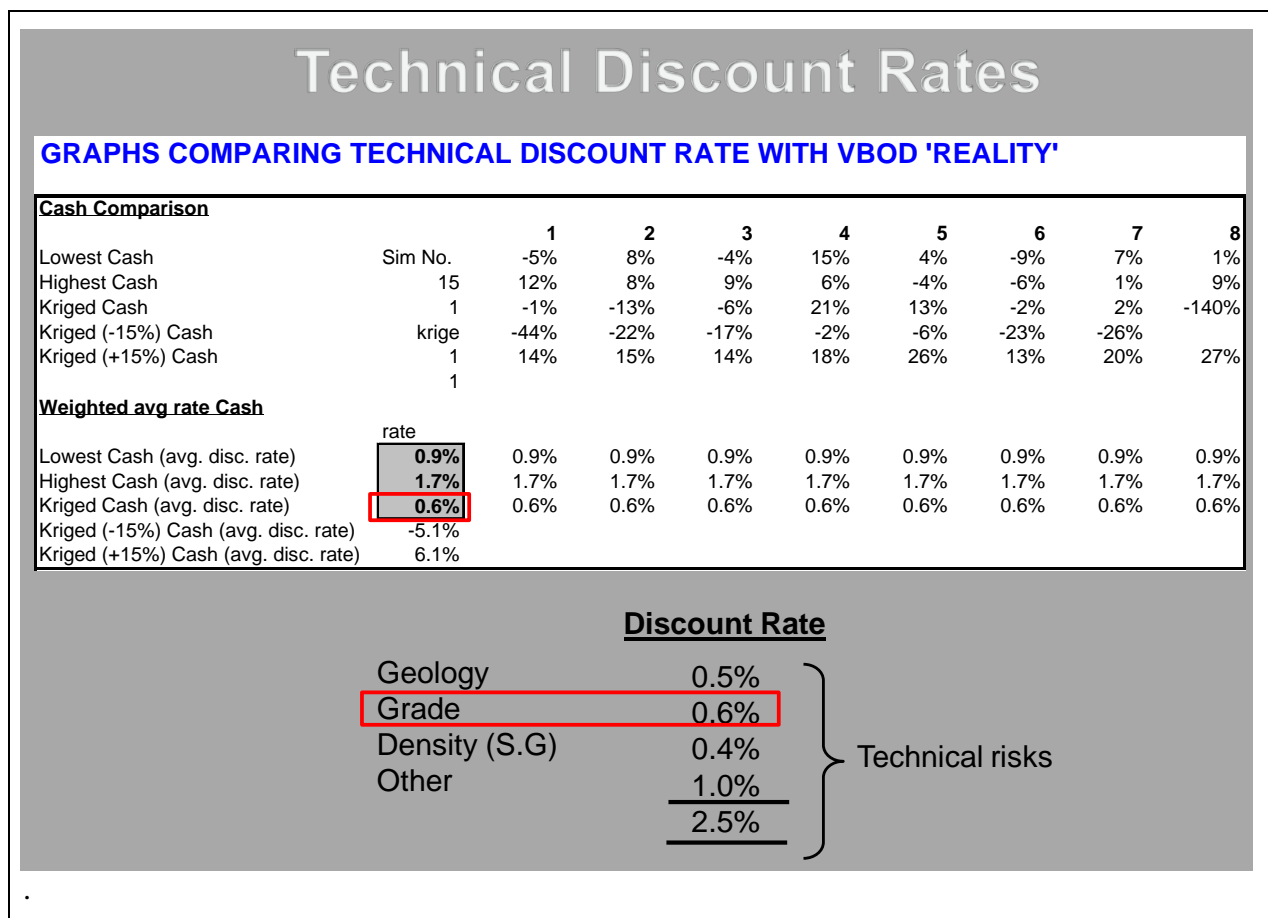 Technical Discount Rates
GRAPHS COMPARING TECHNICAL DISCOUNT RATE WITH VBOD 'REALITY'
Cash Comparison
1 2 3 4 5 6 7 8
Lowest Cash Sim No. -5% 8% -4% 15% 4% -9% 7% 1%
Highest Cash 15 12% 8% 9% 6% -4% -6% 1% 9%
Kriged Cash 1 -1% -13% -6% 21% 13% -2% 2% -140%
Kriged (-15%) Cash krige -44% -22% -17% -2% -6% -23% -26%
Kriged (+15%) Cash 1 14% 15% 14% 18% 26% 13% 20% 27%
1
Weighted avg rate Cash
rate
Lowest Cash (avg. disc. rate) 0.9% 0.9% 0.9% 0.9% 0.9% 0.9% 0.9% 0.9% 0.9%
Highest Cash (avg. disc. rate) 1.7% 1.7% 1.7% 1.7% 1.7% 1.7% 1.7% 1.7% 1.7%
Kriged Cash (avg. disc. rate) 0.6% 0.6% 0.6% 0.6% 0.6% 0.6% 0.6% 0.6% 0.6%
Kriged (-15%) Cash (avg. disc. rate) -5.1%
Kriged (+15%) Cash (avg. disc. rate) 6.1%
Discount Rate
Geology 0.5%
Grade 0.6%
Density (S.G) 0.4%
Technical risks
Other 1.0%
2.5%
.